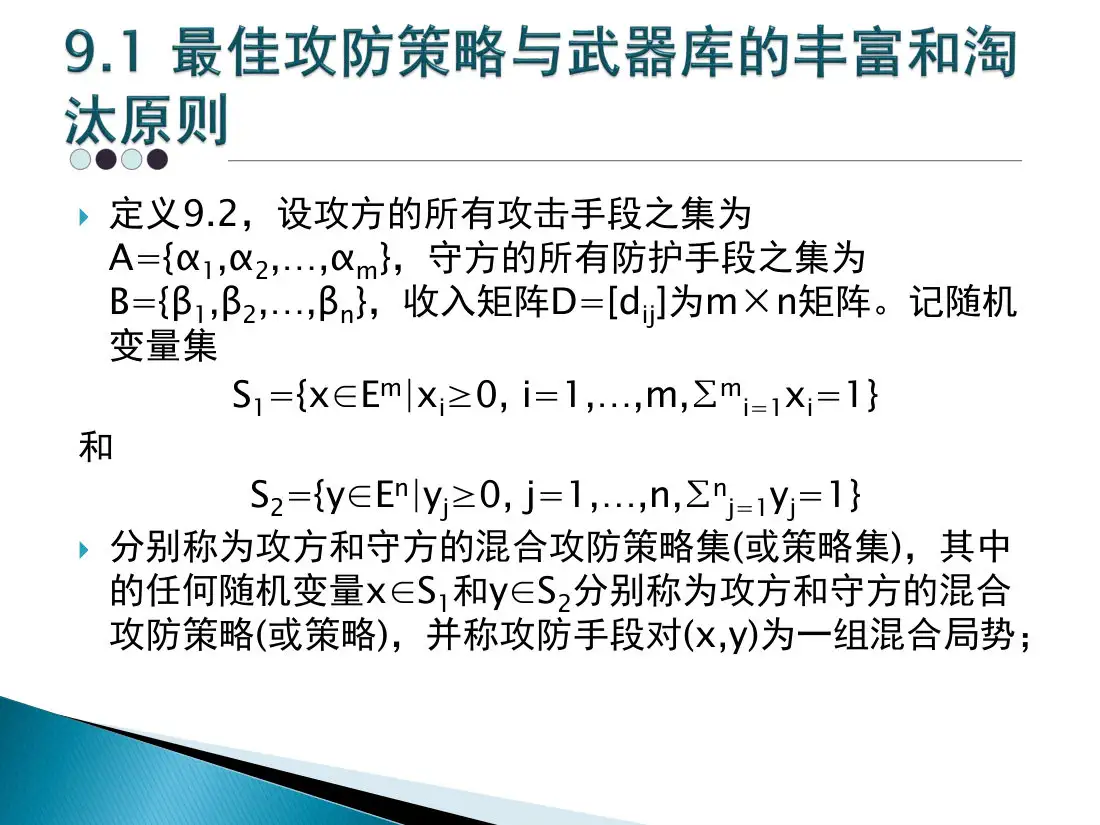 9.1 最佳攻防策略与武器库的丰富和淘
汰原则
定义9.2，设攻方的所有攻击手段之集为
A={α₁,α₂,…,αₘ}，守方的所有防护手段之集为
B={β₁,β₂,…,βₙ}，收入矩阵D=[dᵢⱼ]为m×n矩阵。记随机
变量集
S₁={x∈Eᵐ|xᵢ≥0, i=1,…,m,∑ᵐᵢ₌₁xᵢ=1}
和
S₂={y∈Eⁿ|yⱼ≥0, j=1,…,n,∑ⁿⱼ₌₁yⱼ=1}
分别称为攻方和守方的混合攻防策略集(或策略集)，其中
的任何随机变量x∈S₁和y∈S₂分别称为攻方和守方的混合
攻防策略(或策略)，并称攻防手段对(x,y)为一组混合局势；